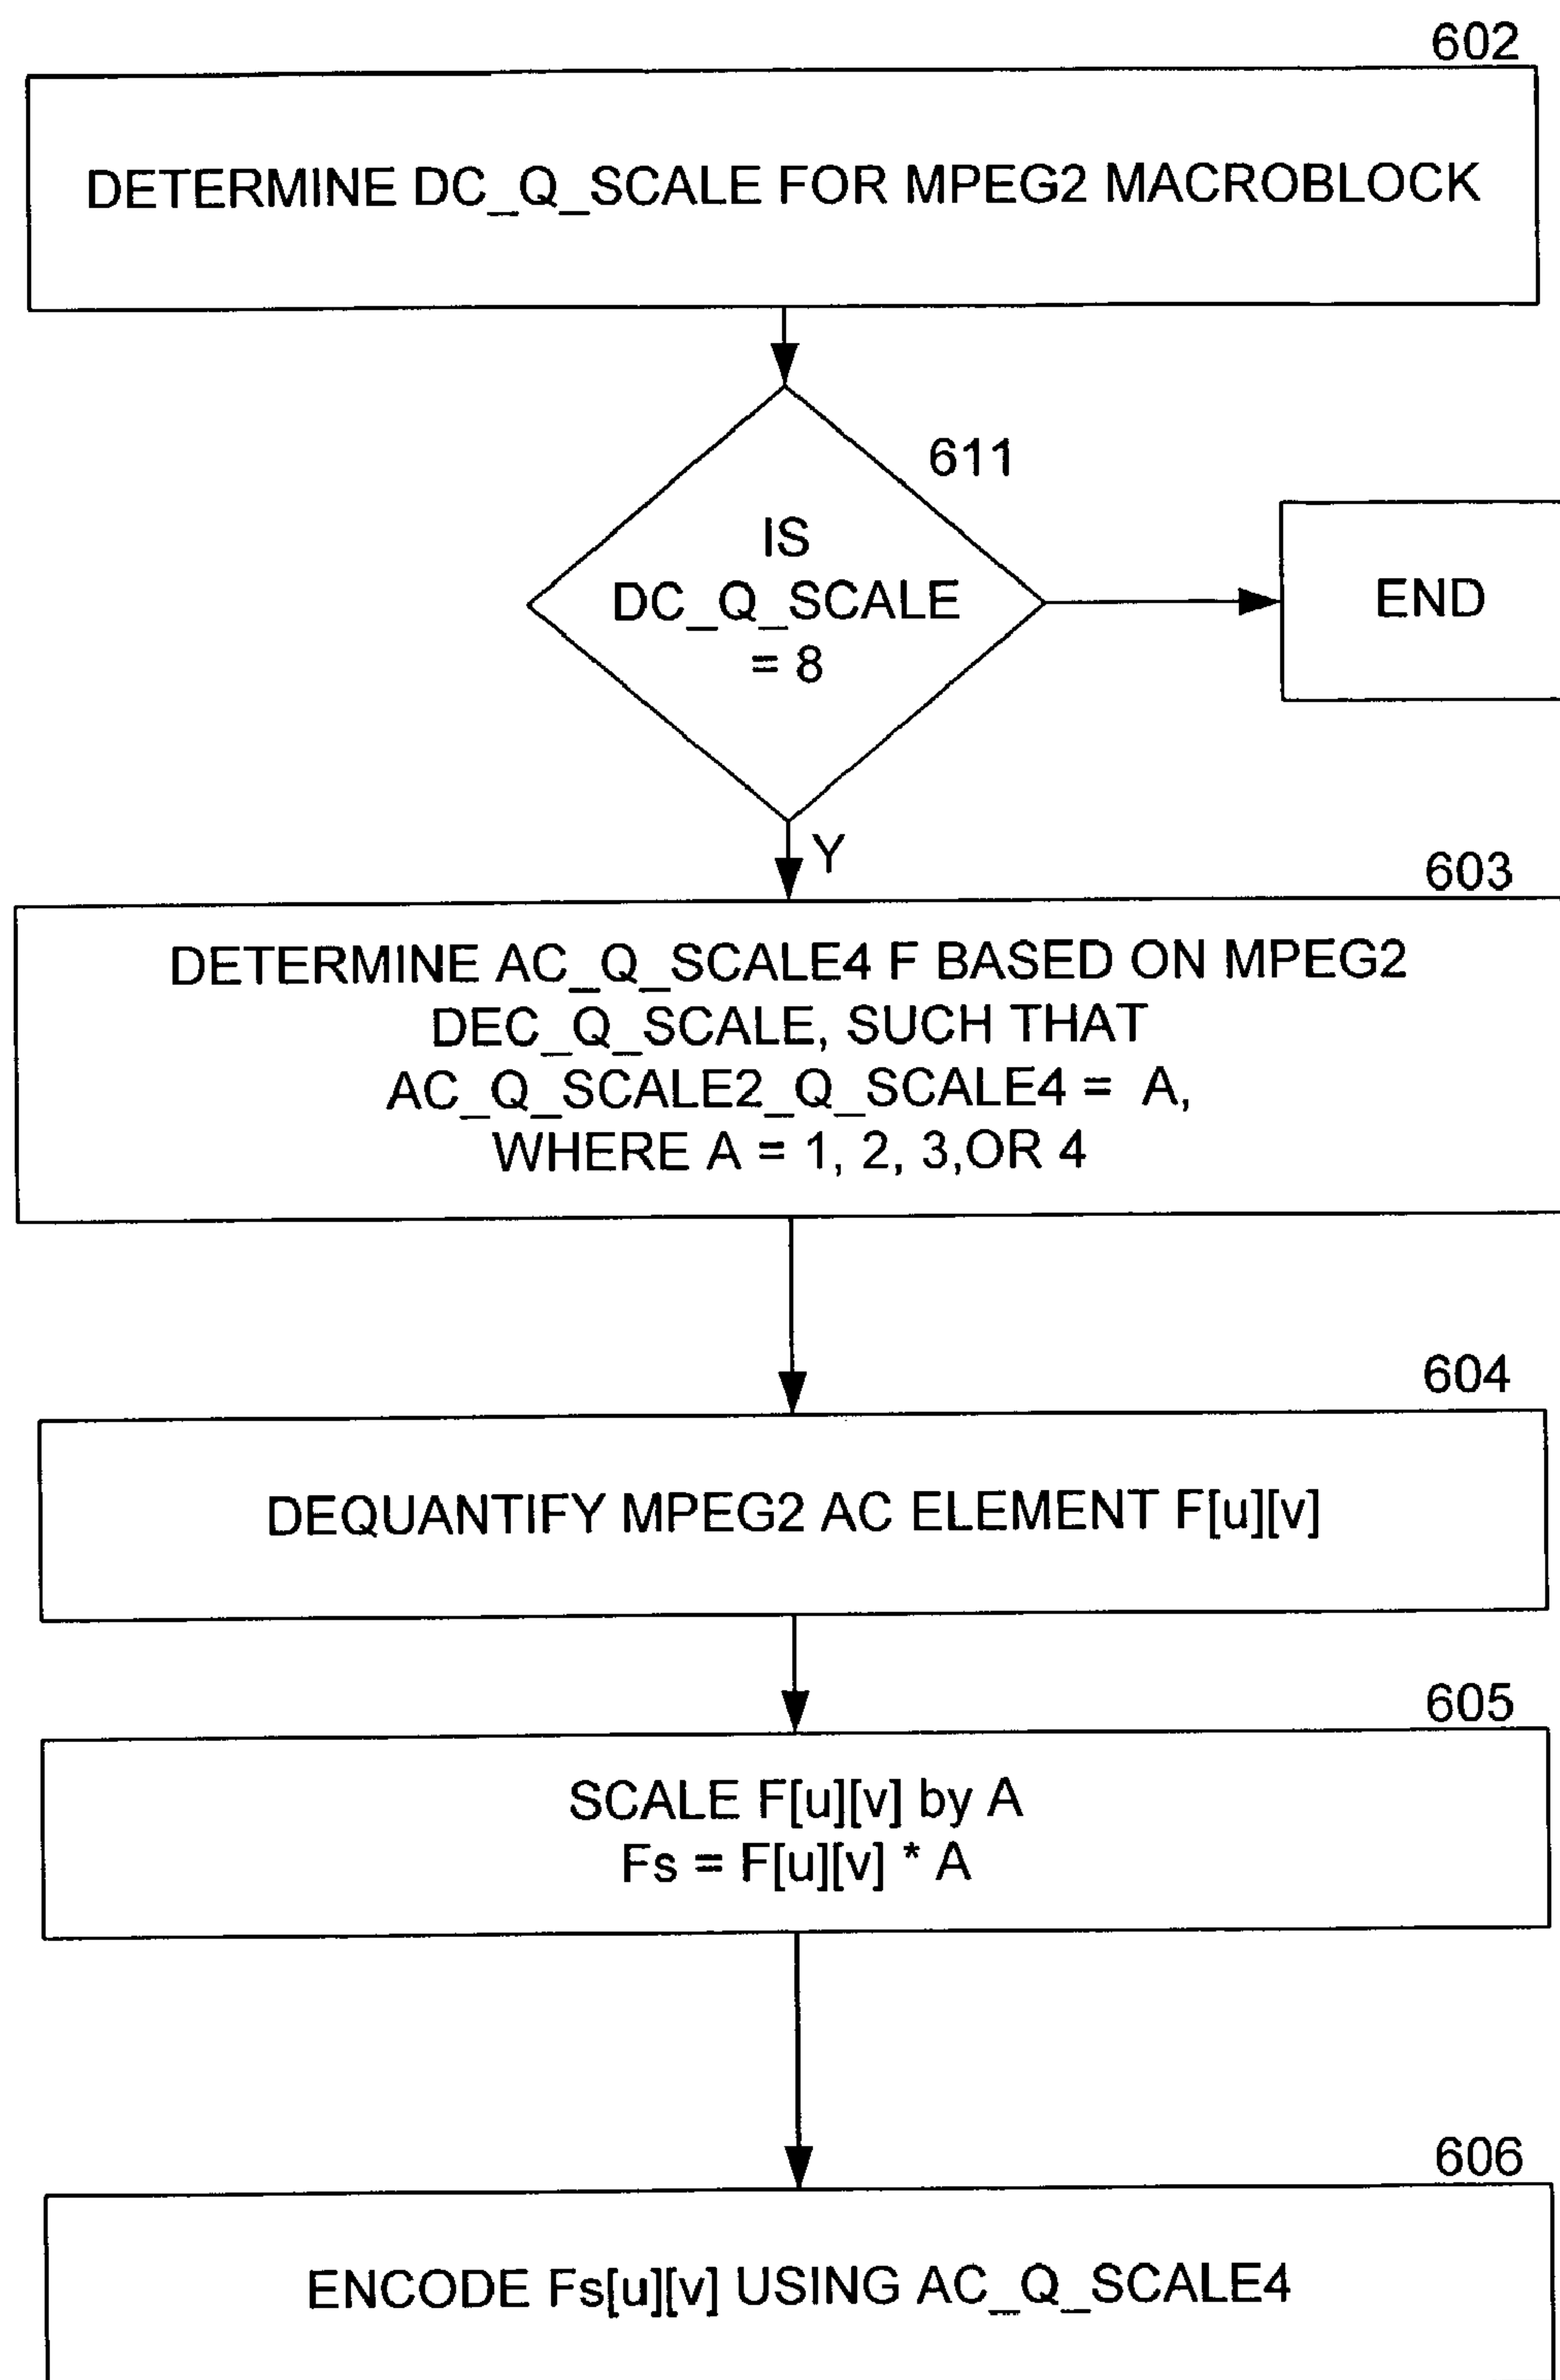 602
DETERMINE DC_Q_SCALE FOR MPEG2 MACROBLOCK
611
IS
DC_Q_SCALE
= 8
END
Y
603
DETERMINE AC_Q_SCALE4 F BASED ON MPEG2
DEC_Q_SCALE, SUCH THAT
AC_Q_SCALE2_Q_SCALE4 = A,
WHERE A = 1, 2, 3,OR 4
604
DEQUANTIFY MPEG2 AC ELEMENT F[u][v]
605
SCALE F[u][v] by A
Fs = F[u][v] * A
606
ENCODE Fs[u][v] USING AC_Q_SCALE4